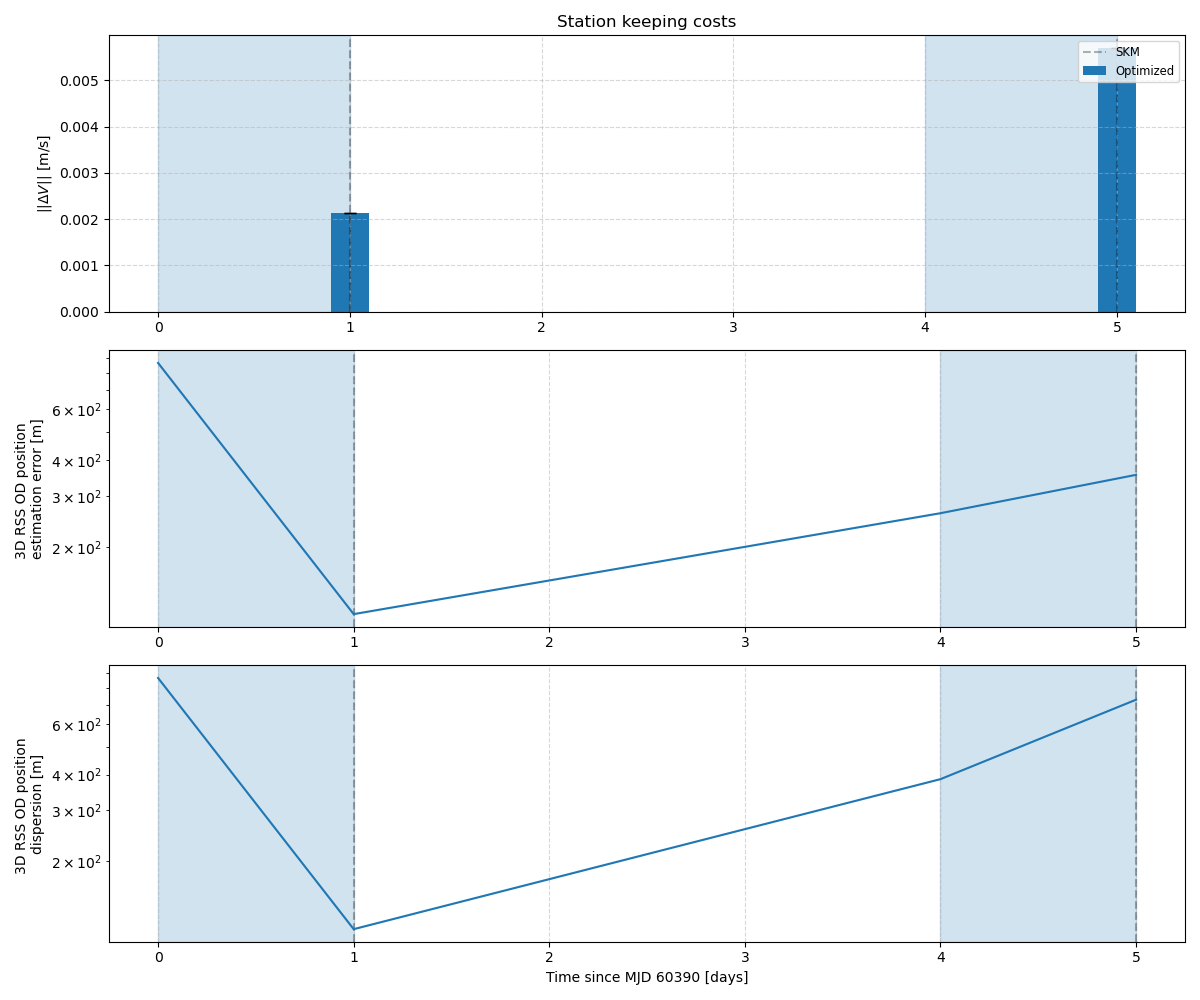 Station keeping costs
||ΔV|| [m/s]
0.005
0.004
0.003
0.002
0.001
0.000
SKM
Optimized
0 1 2 3 4 5
3D RSS OD position
estimation error [m]
6 × 10²
4 × 10²
3 × 10²
2 × 10²
0 1 2 3 4 5
3D RSS OD position
dispersion [m]
6 × 10²
4 × 10²
3 × 10²
2 × 10²
0 1 2 3 4 5
Time since MJD 60390 [days]